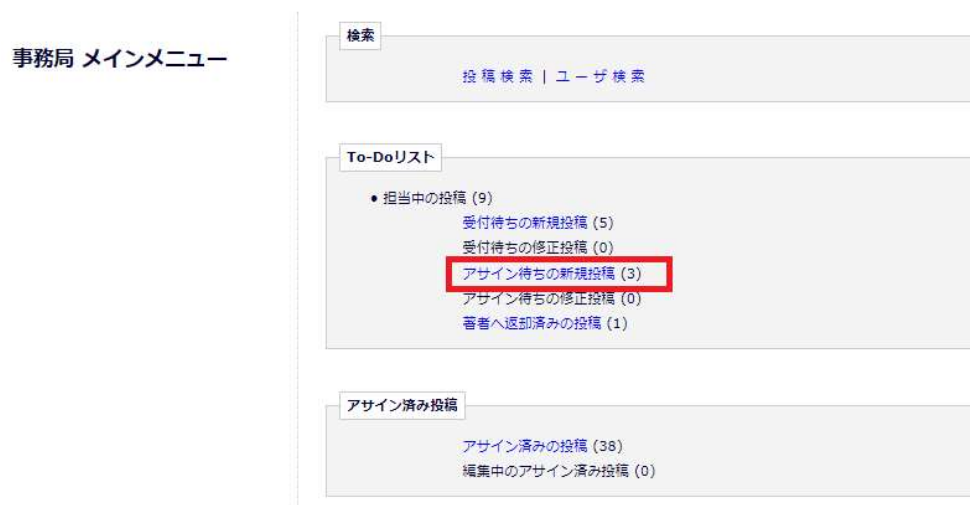 事務局 メインメニュー
検索
投稿検索 | ユーザ検索
To-Doリスト
• 担当中の投稿 (9)
受付待ちの新規投稿 (5)
受付待ちの修正投稿 (0)
アサイン待ちの新規投稿 (3)
アサイン待ちの修正投稿 (0)
著者へ返却済みの投稿 (1)
アサイン済み投稿
アサイン済みの投稿 (38)
編集中のアサイン済み投稿 (0)